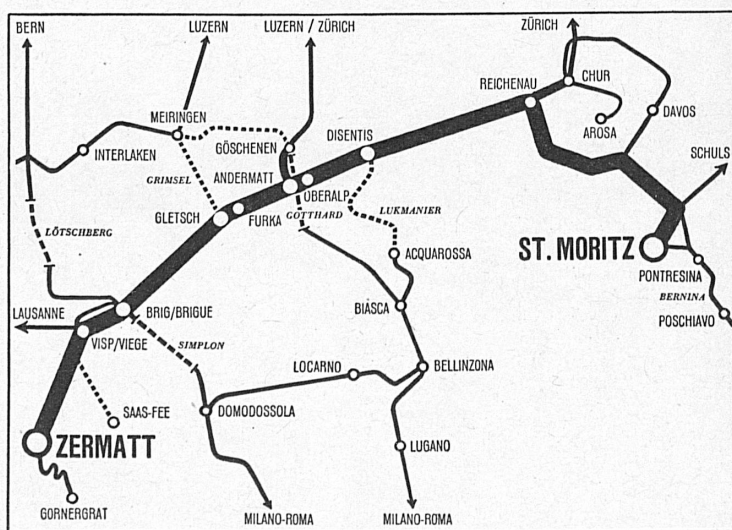 BERN
LUZERN
LUZERN / ZÜRICH
ZÜRICH
CHUR
REICHENAU
AROSA
DAVOS
MEIRINGEN
GÖSCHENEN
DISENTIS
INTERLAKEN
SCHULS
GRIMSEL
ANDERMATT
OBERALP
GLETSCH
FURKA
GOTTHARD
LUKMANIER
LÖTSCHBERG
ST. MORITZ
ACQUAROSSA
PONTRESINA
BERNINA
LAUSANNE
BRIG/BRIGUE
BIASCA
POSCHIAVO
VISP/VIEGE
SIMPLON
LOCARNO
BELLINZONA
SAAS-FEE
DOMODOSSOLA
ZERMATT
LUGANO
GORNERGRAT
MILANO-ROMA
MILANO-ROMA